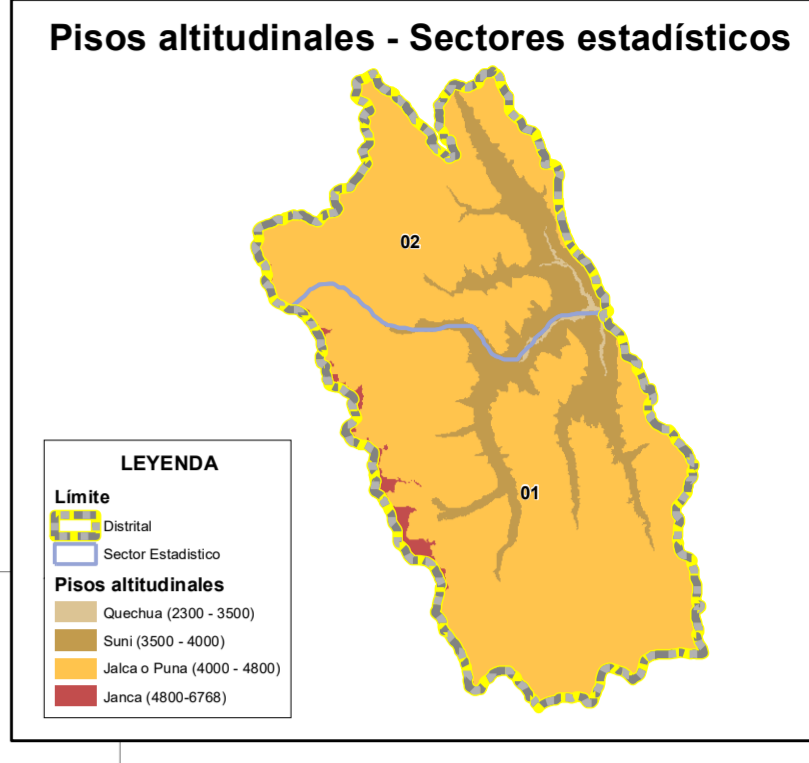 Pisos altitudinales - Sectores estadísticos
02
01
LEYENDA
Límite
Distrital
Sector Estadistico
Pisos altitudinales
Quechua (2300 - 3500)
Suni (3500 - 4000)
Jalca o Puna (4000 - 4800)
Janca (4800-6768)